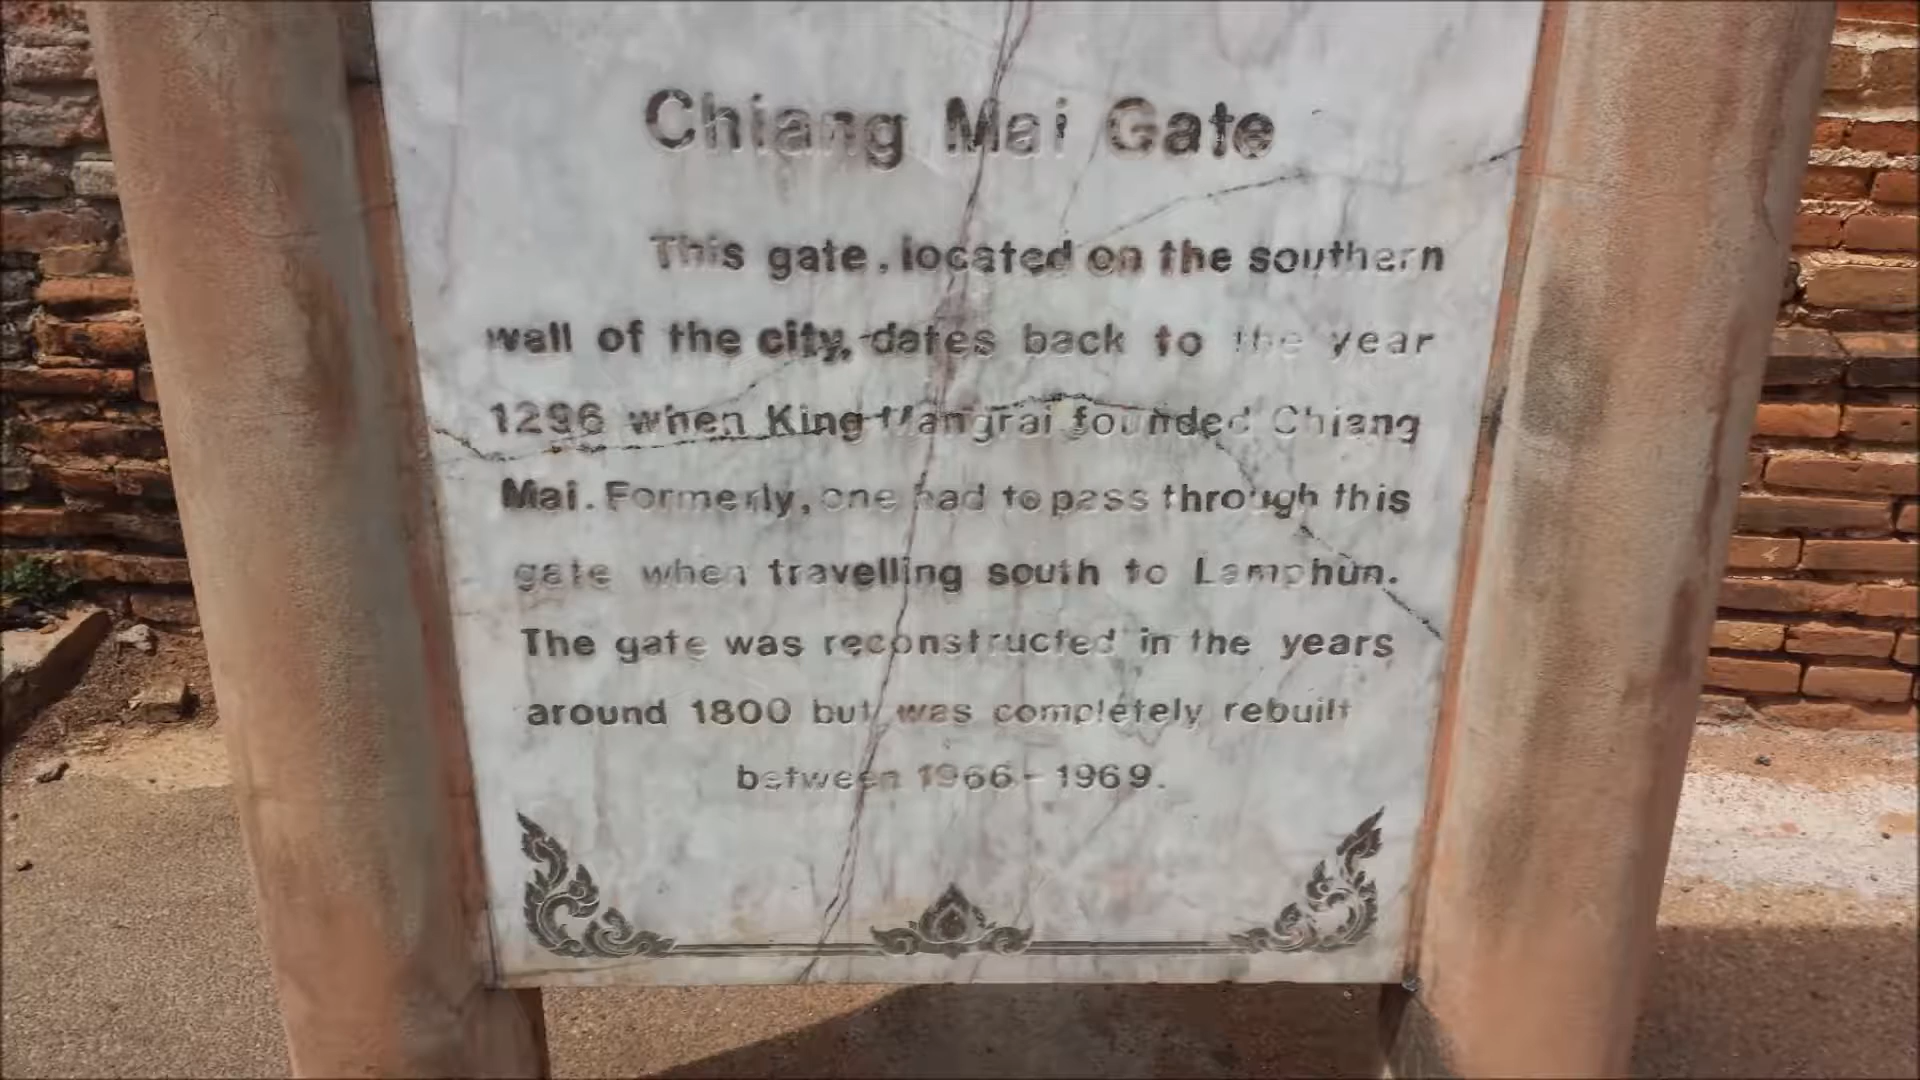 Chiang Mai Gate
This gate, located on the southern
wall of the city, dates back to the year
1296 when King Mangrai founded Chiang
Mai. Formerly, one had to pass through this
gate when travelling south to Lamphun.
The gate was reconstructed in the years
around 1800 but was completely rebuilt
between 1966-1969.